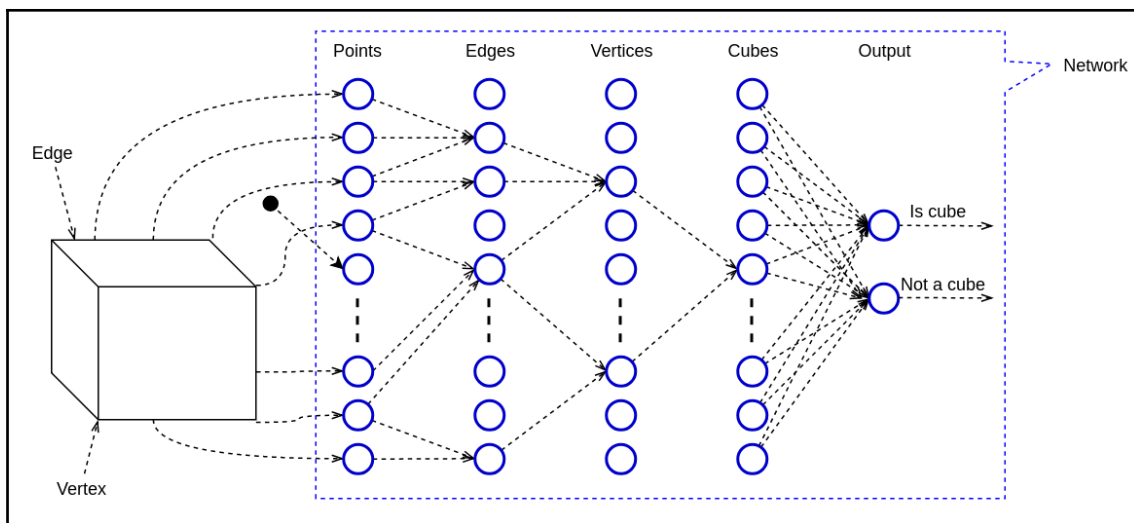 Points
Edges
Vertices
Cubes
Output
Network
Edge
Is cube
Not a cube
Vertex